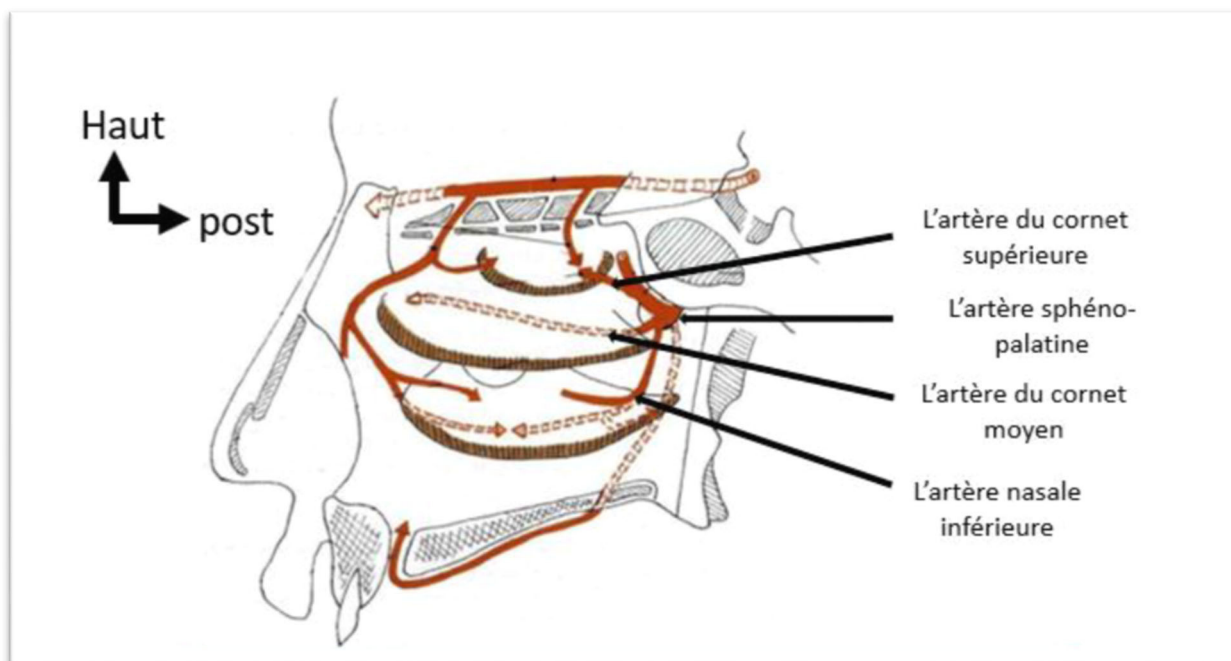 Haut
post
L'artère du cornet
supérieure
L'artère sphéno-
palatine
L'artère du cornet
moyen
L'artère nasale
inférieure